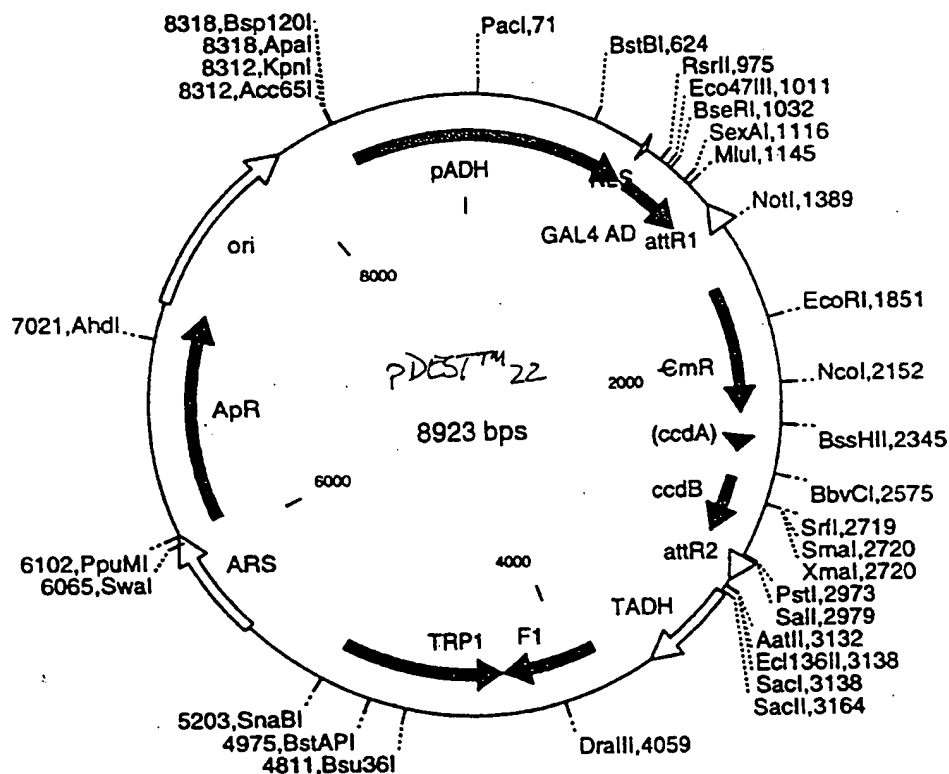 8318,Bsp120I
8318,ApaI
8312,KpnI
8312,Acc65I
PacI,71
BstBI,624
RsrII,975
Eco47III,1011
BseRI,1032
SexAI,1116
MluI,1145
NotI,1389
pADH
GAL4 AD
attR1
ori
8000
7021,AhdI
EcoRI,1851
pDEST™22
2000
CmR
NcoI,2152
ApR
8923 bps
(ccdA)
BssHII,2345
ccdB
BbvCI,2575
6000
SrfI,2719
SmaI,2720
XmaI,2720
attR2
6102,PpuMI
6065,SwaI
ARS
4000
PstI,2973
SalI,2979
TADH
AatII,3132
Ecl136II,3138
SacI,3138
SacII,3164
TRP1
F1
5203,SnaBI
4975,BstAPI
4811,Bsu36I
DraIII,4059